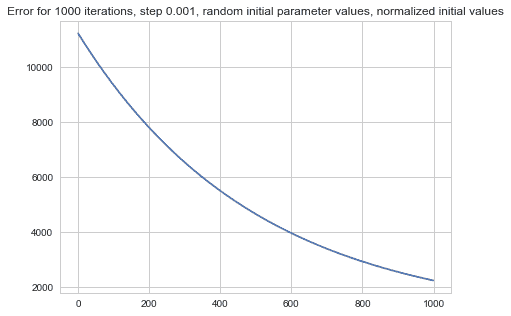 Error for 1000 iterations, step 0.001, random initial parameter values, normalized initial values
10000
8000
6000
4000
2000
0 200 400 600 800 1000